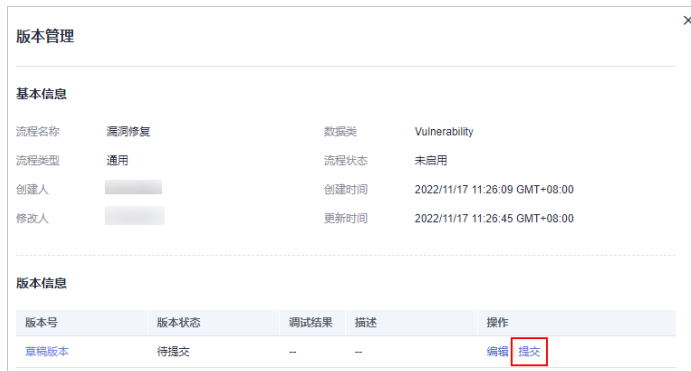 版本管理
基本信息
流程名称 漏洞修复 数据类 Vulnerability
流程类型 通用 流程状态 未启用
创建人 创建时间 2022/11/17 11:26:09 GMT+08:00
修改人 更新时间 2022/11/17 11:26:45 GMT+08:00
版本信息
版本号 版本状态 调试结果 描述 操作
草稿版本 待提交 -- -- 编辑 提交